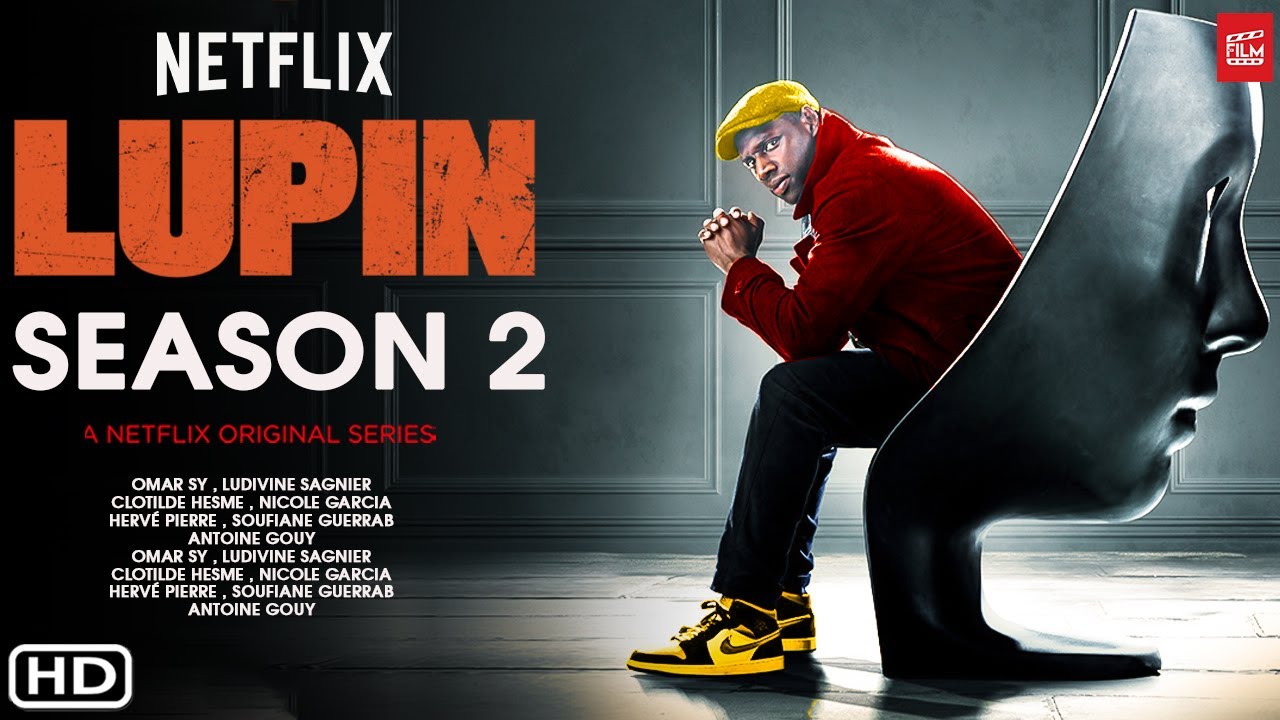 NETFLIX
LUPIN
SEASON 2
A NETFLIX ORIGINAL SERIES
OMAR SY , LUDIVINE SAGNIER
CLOTILDE HESME , NICOLE GARCIA
HERVÉ PIERRE , SOUFIANE GUERRAB
ANTOINE GOUY
OMAR SY , LUDIVINE SAGNIER
CLOTILDE HESME , NICOLE GARCIA
HERVÉ PIERRE , SOUFIANE GUERRAB
ANTOINE GOUY
HD
FILM